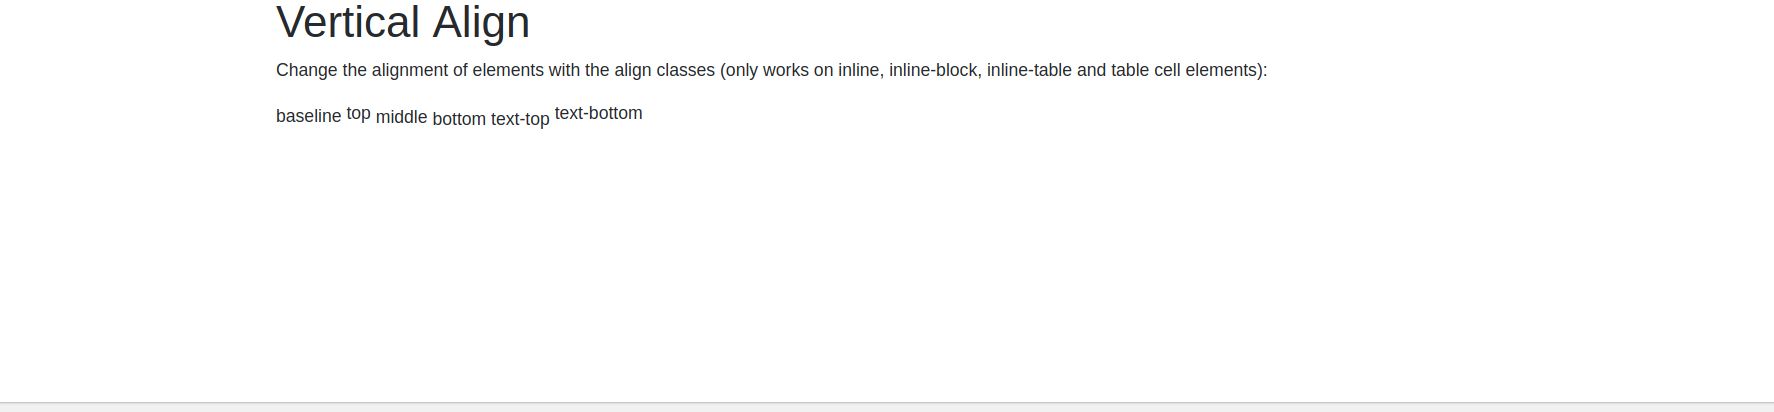 Vertical Align
Change the alignment of elements with the align classes (only works on inline, inline-block, inline-table and table cell elements):
baseline top middle bottom text-top text-bottom